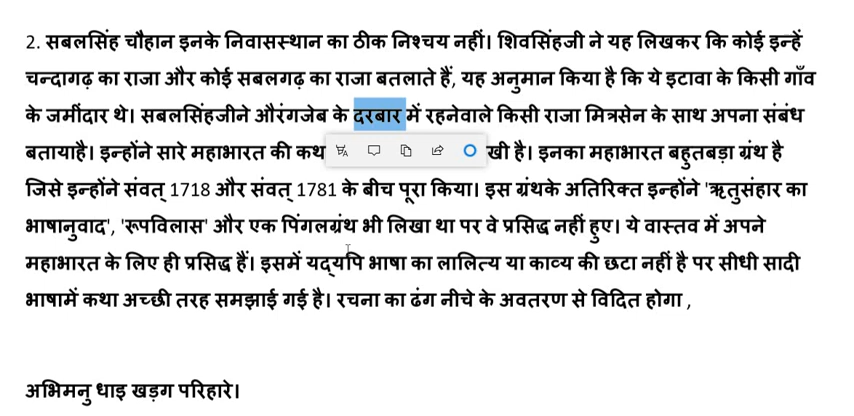 2. सबलसिंह चौहान इनके निवासस्थान का ठीक निश्चय नहीं। शिवसिंहजी ने यह लिखकर कि कोई इन्हें
चन्दागढ़ का राजा और कोई सबलगढ़ का राजा बतलाते हैं, यह अनुमान किया है कि ये इटावा के किसी गाँव
के जमींदार थे। सबलसिंहजीने औरंगजेब के दरबार में रहनेवाले किसी राजा मित्रसेन के साथ अपना संबंध
बतायाहै। इन्होंने सारे महाभारत की कथ खी है। इनका महाभारत बहुतबड़ा ग्रंथ है
जिसे इन्होंने संवत् 1718 और संवत् 1781 के बीच पूरा किया। इस ग्रंथके अतिरिक्त इन्होंने 'ऋतुसंहार का
भाषानुवाद', 'रूपविलास' और एक पिंगलग्रंथ भी लिखा था पर वे प्रसिद्ध नहीं हुए। ये वास्तव में अपने
महाभारत के लिए ही प्रसिद्ध हैं। इसमें यद्यपि भाषा का लालित्य या काव्य की छटा नहीं है पर सीधी सादी
भाषामें कथा अच्छी तरह समझाई गई है। रचना का ढंग नीचे के अवतरण से विदित होगा ,
अभिमनु धाइ खड़ग परिहारे।